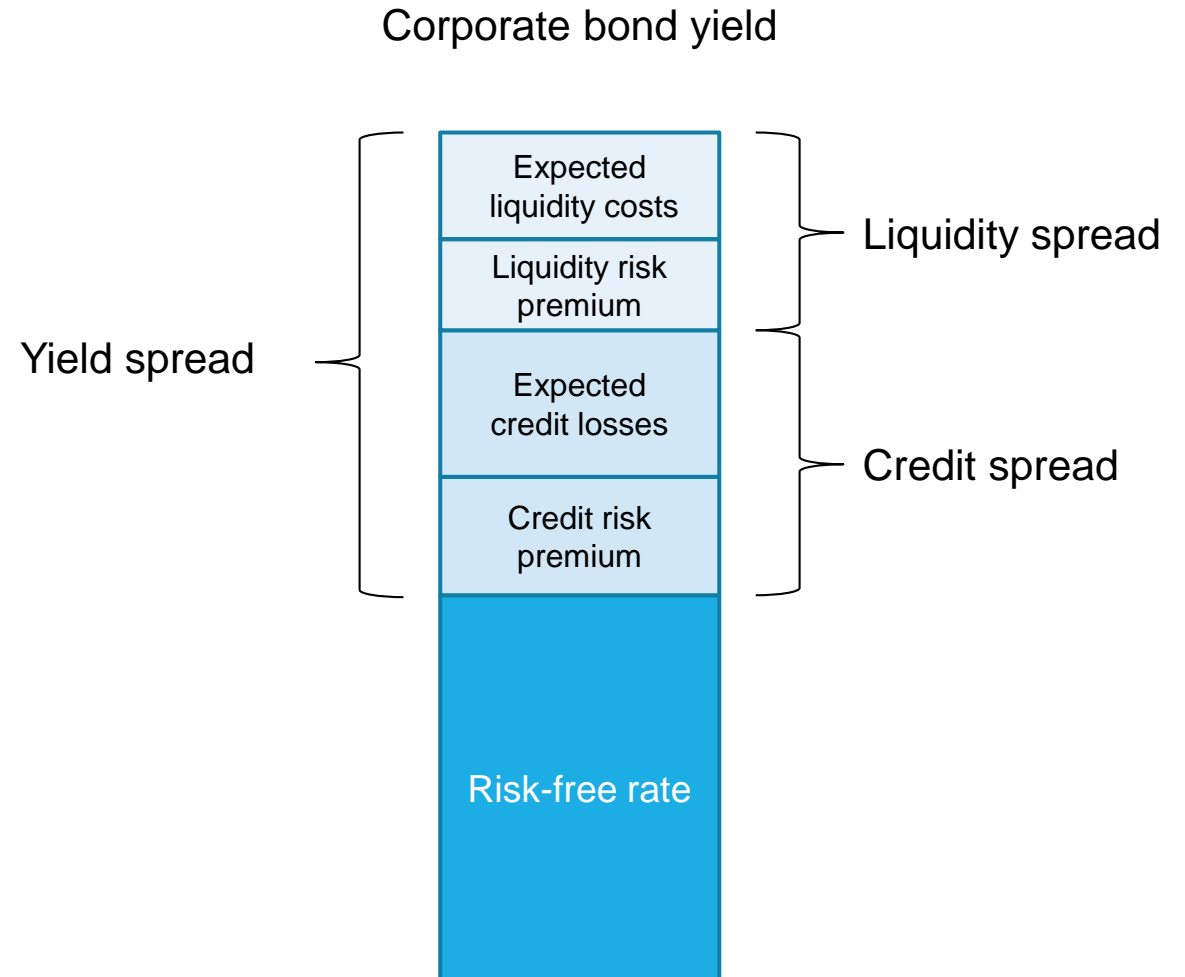 Corporate bond yield
Expected
liquidity costs
Liquidity spread
Liquidity risk
premium
Yield spread
Expected
credit losses
Credit spread
Credit risk
premium
Risk-free rate